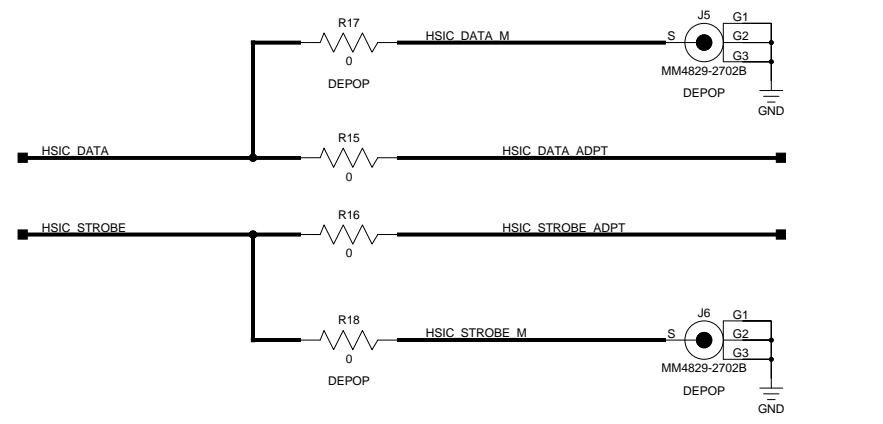 R17
0
DEPOP
HSIC_DATA_M
J5
S
G1
G2
G3
MM4829-2702B
DEPOP
GND
HSIC_DATA
R15
0
HSIC_DATA_ADPT
HSIC_STROBE
R16
0
HSIC_STROBE_ADPT
R18
0
DEPOP
HSIC_STROBE_M
J6
S
G1
G2
G3
MM4829-2702B
DEPOP
GND